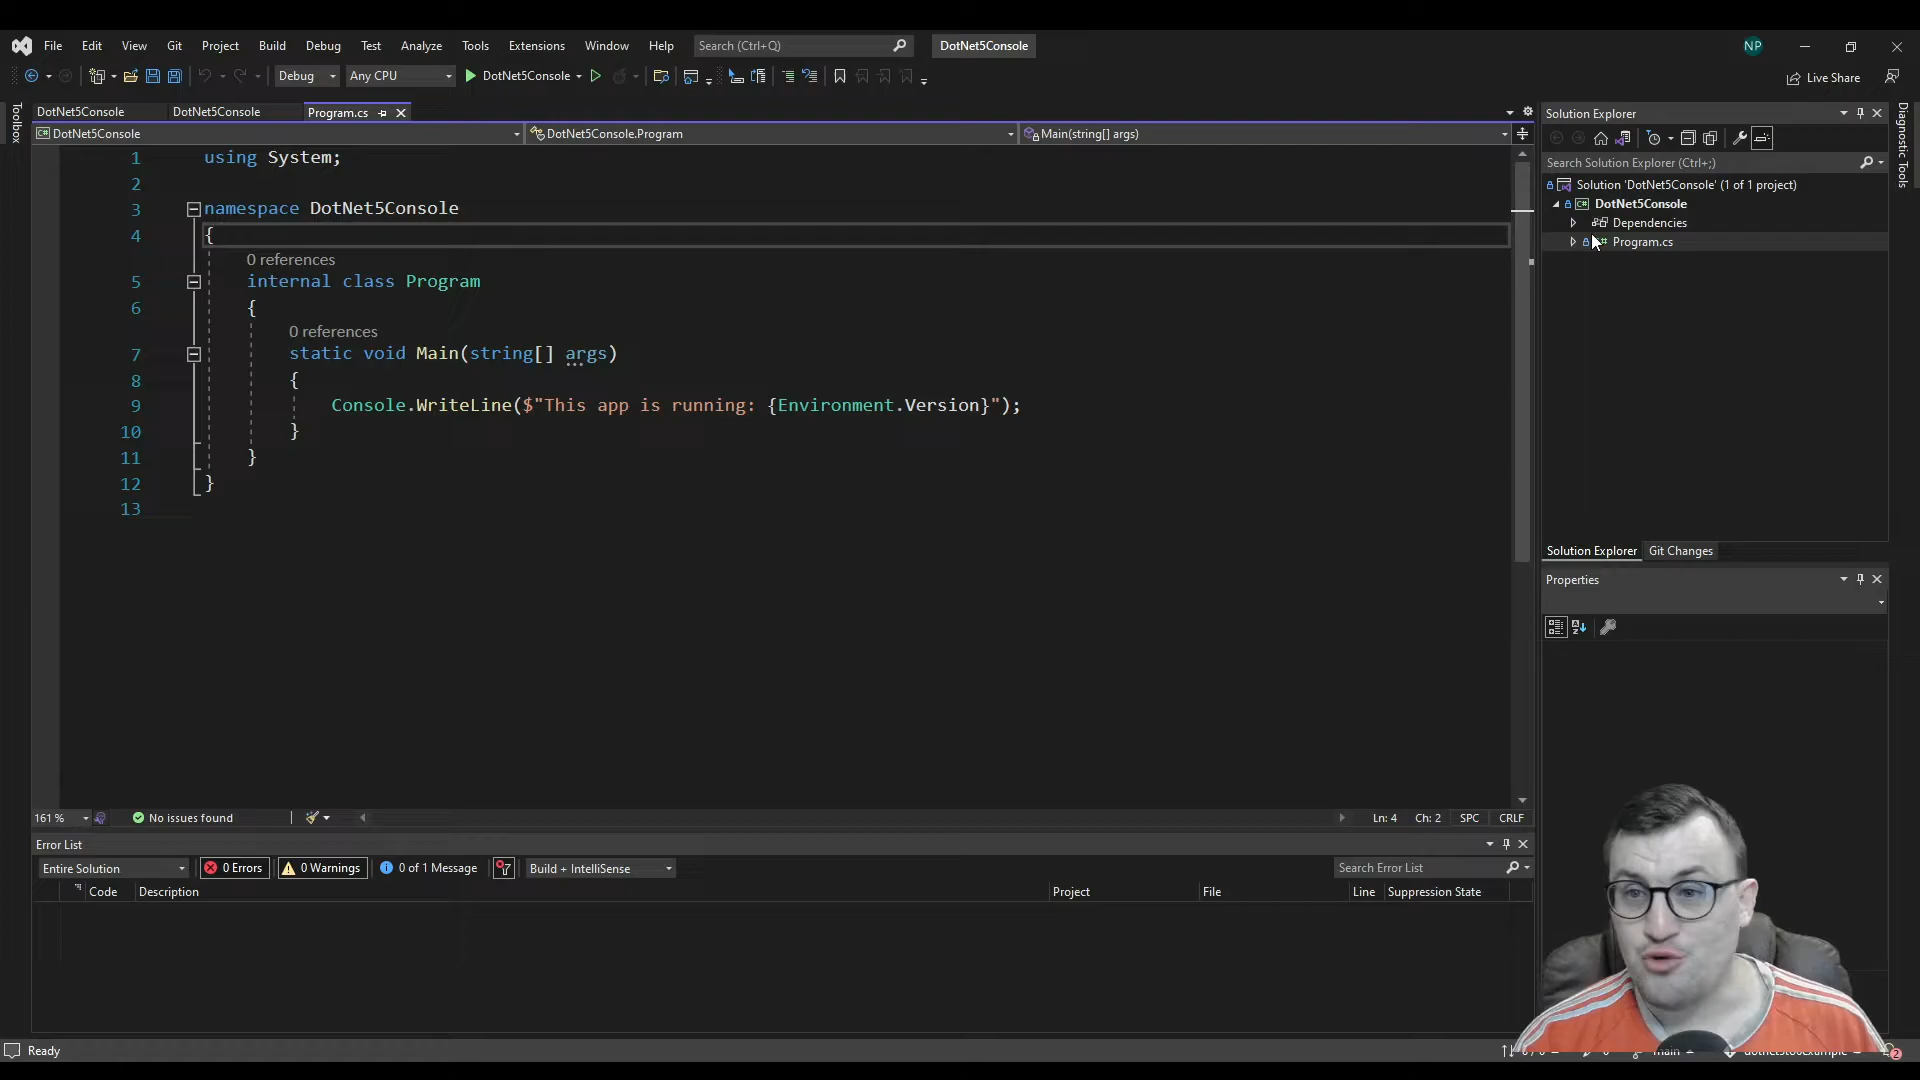 File Edit View Git Project Build Debug Test Analyze Tools Extensions Window Help Search (Ctrl+Q) DotNet5Console NP
Debug Any CPU DotNet5Console Live Share
Toolbox
DotNet5Console DotNet5Console Program.cs
DotNet5Console DotNet5Console.Program Main(string[] args)
1 using System;
2
3 namespace DotNet5Console
4 {
0 references
5 internal class Program
6 {
0 references
7 static void Main(string[] args)
8 {
9 Console.WriteLine($"This app is running: {Environment.Version}");
10 }
11 }
12 }
13
161 % No issues found Ln: 4 Ch: 2 SPC CRLF
Error List
Entire Solution 0 Errors 0 Warnings 0 of 1 Message Build + IntelliSense Search Error List
Code Description Project File Line Suppression State
Solution Explorer
Search Solution Explorer (Ctrl+;)
Solution 'DotNet5Console' (1 of 1 project)
DotNet5Console
Dependencies
Program.cs
Solution Explorer Git Changes
Properties
Diagnostic Tools
Ready
main
2